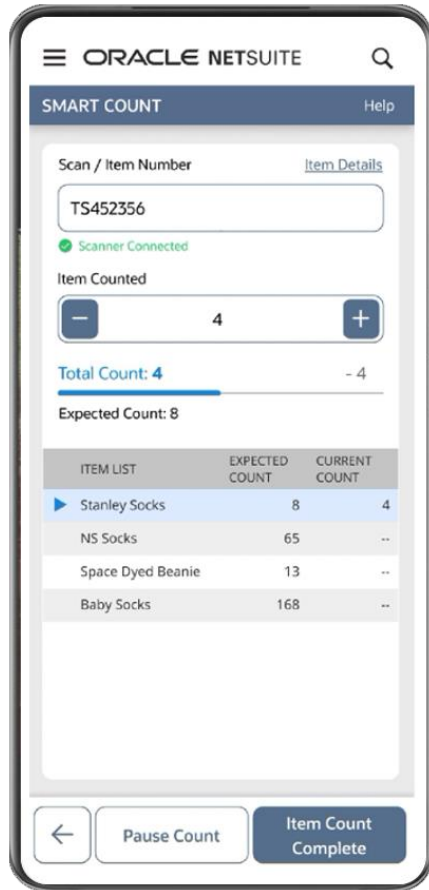 ORACLE NETSUITE
SMART COUNT Help
Scan / Item Number Item Details
TS452356
Scanner Connected
Item Counted
− 4 +
Total Count: 4 - 4
Expected Count: 8
ITEM LIST EXPECTED COUNT CURRENT COUNT
Stanley Socks 8 4
NS Socks 65 --
Space Dyed Beanie 13 --
Baby Socks 168 --
Pause Count
Item Count
Complete